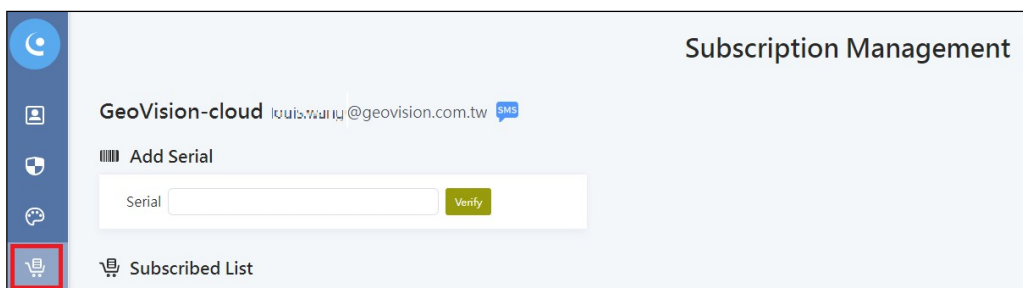 Subscription Management
GeoVision-cloud @geovision.com.tw SMS
Add Serial
Serial Verify
Subscribed List